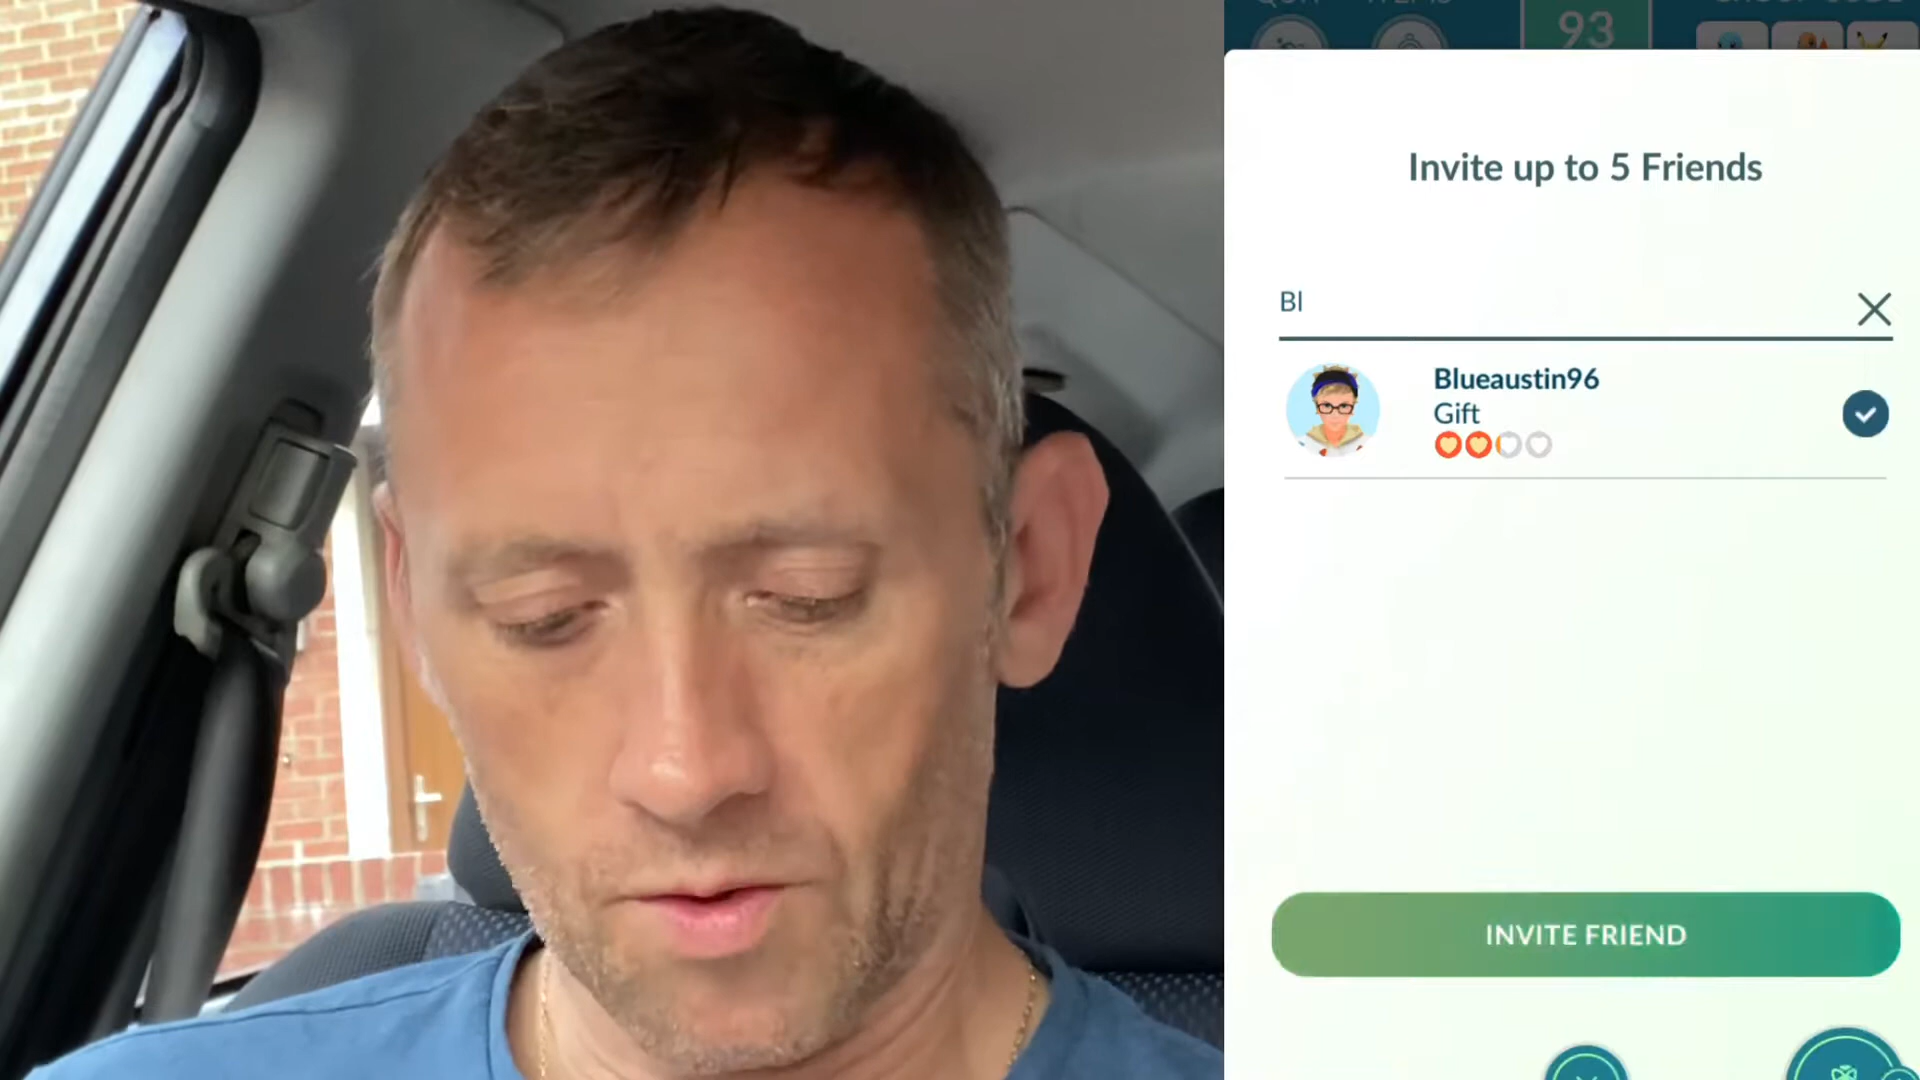 93
Invite up to 5 Friends
Bl
Blueaustin96
Gift
INVITE FRIEND